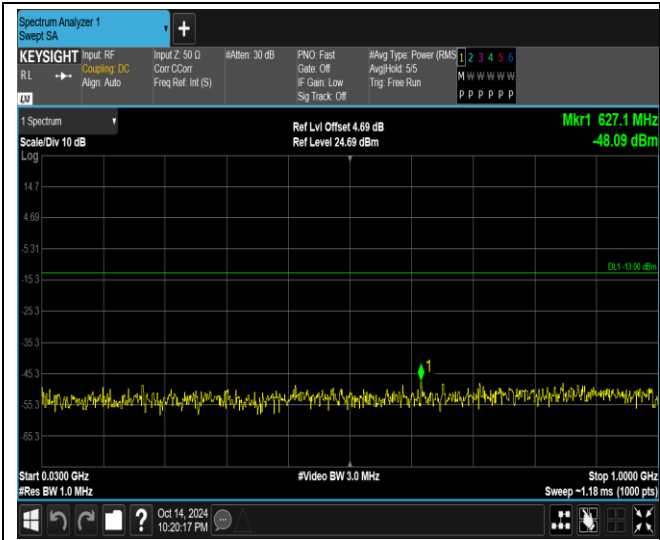 Spectrum Analyzer 1
Swept SA
+
KEYSIGHT Input: RF Input Z: 50 Ω #Atten: 30 dB PNO: Fast #Avg Type: Power (RMS 1 2 3 4 5 6
RL Coupling: DC Corr CCorr Gate: Off Avg|Hold: 5/5 M W W W W W
Align: Auto Freq Ref: Int (S) IF Gain: Low Trig: Free Run
Sig Track: Off P P P P P P
LXI
1 Spectrum Ref Lvl Offset 4.69 dB Mkr1 627.1 MHz
Scale/Div 10 dB Ref Level 24.69 dBm -48.09 dBm
Log
14.7
4.69
-5.31
DL1 -13.00 dBm
-15.3
-25.3
-35.3
1
-45.3
-55.3
-65.3
Start 0.0300 GHz #Video BW 3.0 MHz Stop 1.0000 GHz
#Res BW 1.0 MHz Sweep ~1.18 ms (1000 pts)
? Oct 14, 2024
10:20:17 PM